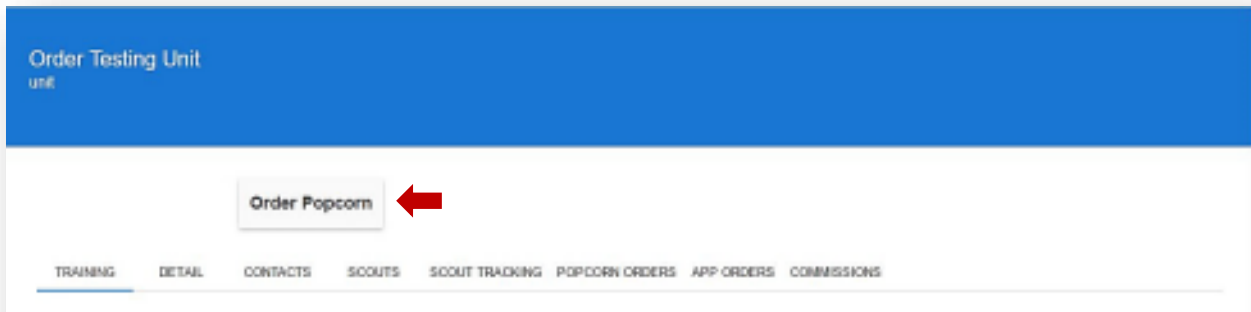 Order Testing Unit
unit
Order Popcorn
TRAINING DETAIL CONTACTS SCOUTS SCOUT TRACKING POPCORN ORDERS APP ORDERS COMMISSIONS